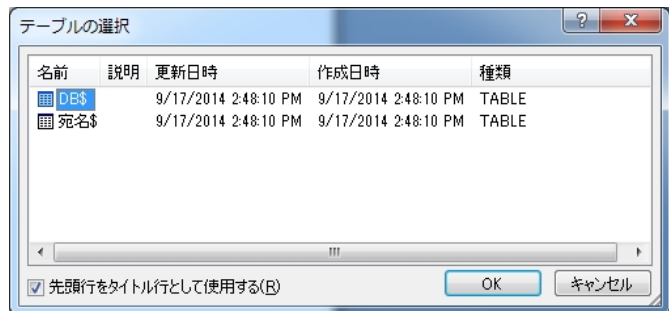 テーブルの選択
名前 説明 更新日時 作成日時 種類
DB$ 9/17/2014 2:48:10 PM 9/17/2014 2:48:10 PM TABLE
宛名$ 9/17/2014 2:48:10 PM 9/17/2014 2:48:10 PM TABLE
先頭行をタイトル行として使用する(R) OK キャンセル